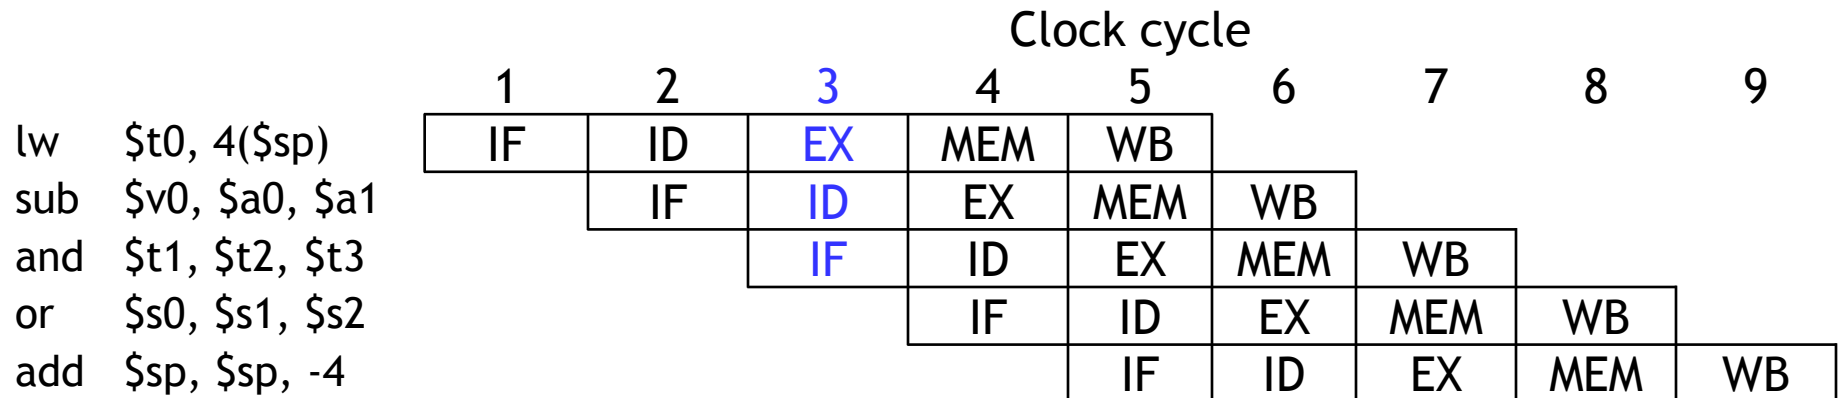 Clock cycle
1 2 3 4 5 6 7 8 9
lw $t0, 4($sp) IF ID EX MEM WB
sub $v0, $a0, $a1 IF ID EX MEM WB
and $t1, $t2, $t3 IF ID EX MEM WB
or $s0, $s1, $s2 IF ID EX MEM WB
add $sp, $sp, -4 IF ID EX MEM WB